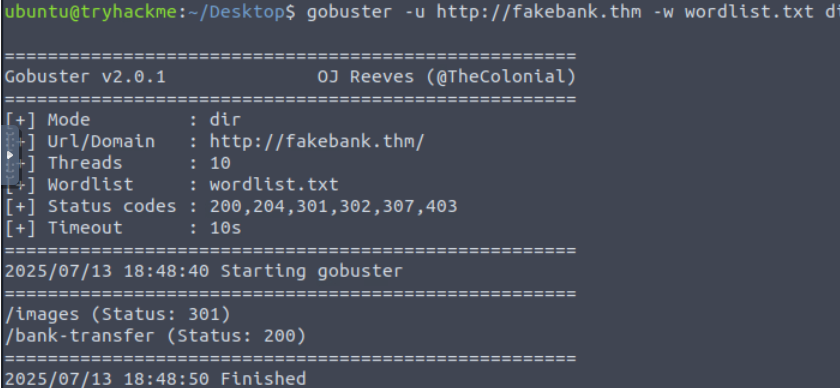 ubuntu@tryhackme:~/Desktop$ gobuster -u http://fakebank.thm -w wordlist.txt di
=====================================================
Gobuster v2.0.1              OJ Reeves (@TheColonial)
=====================================================
[+] Mode         : dir
[+] Url/Domain   : http://fakebank.thm/
[+] Threads      : 10
[+] Wordlist     : wordlist.txt
[+] Status codes : 200,204,301,302,307,403
[+] Timeout      : 10s
=====================================================
2025/07/13 18:48:40 Starting gobuster
=====================================================
/images (Status: 301)
/bank-transfer (Status: 200)
=====================================================
2025/07/13 18:48:50 Finished